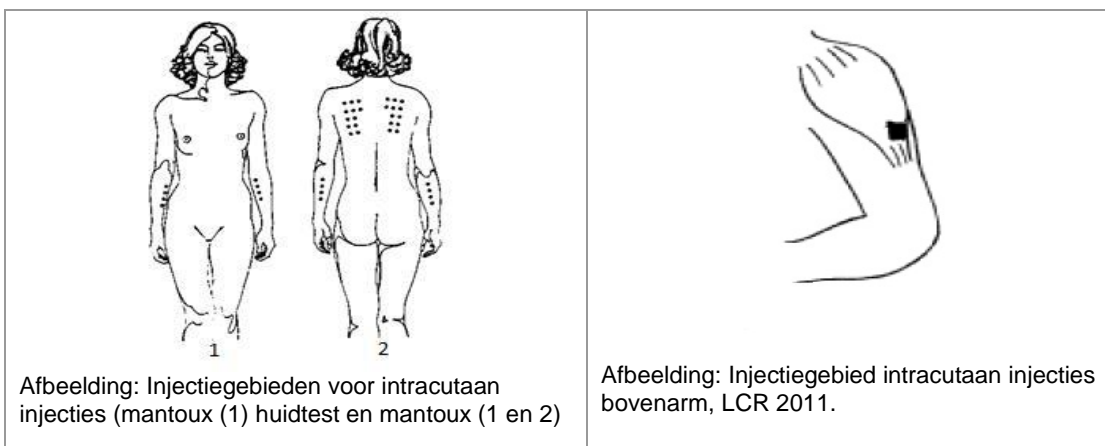 1
2
Afbeelding: Injectiegebieden voor intracutaan
injecties (mantoux (1) huidtest en mantoux (1 en 2)
Afbeelding: Injectiegebied intracutaan injecties
bovenarm, LCR 2011.